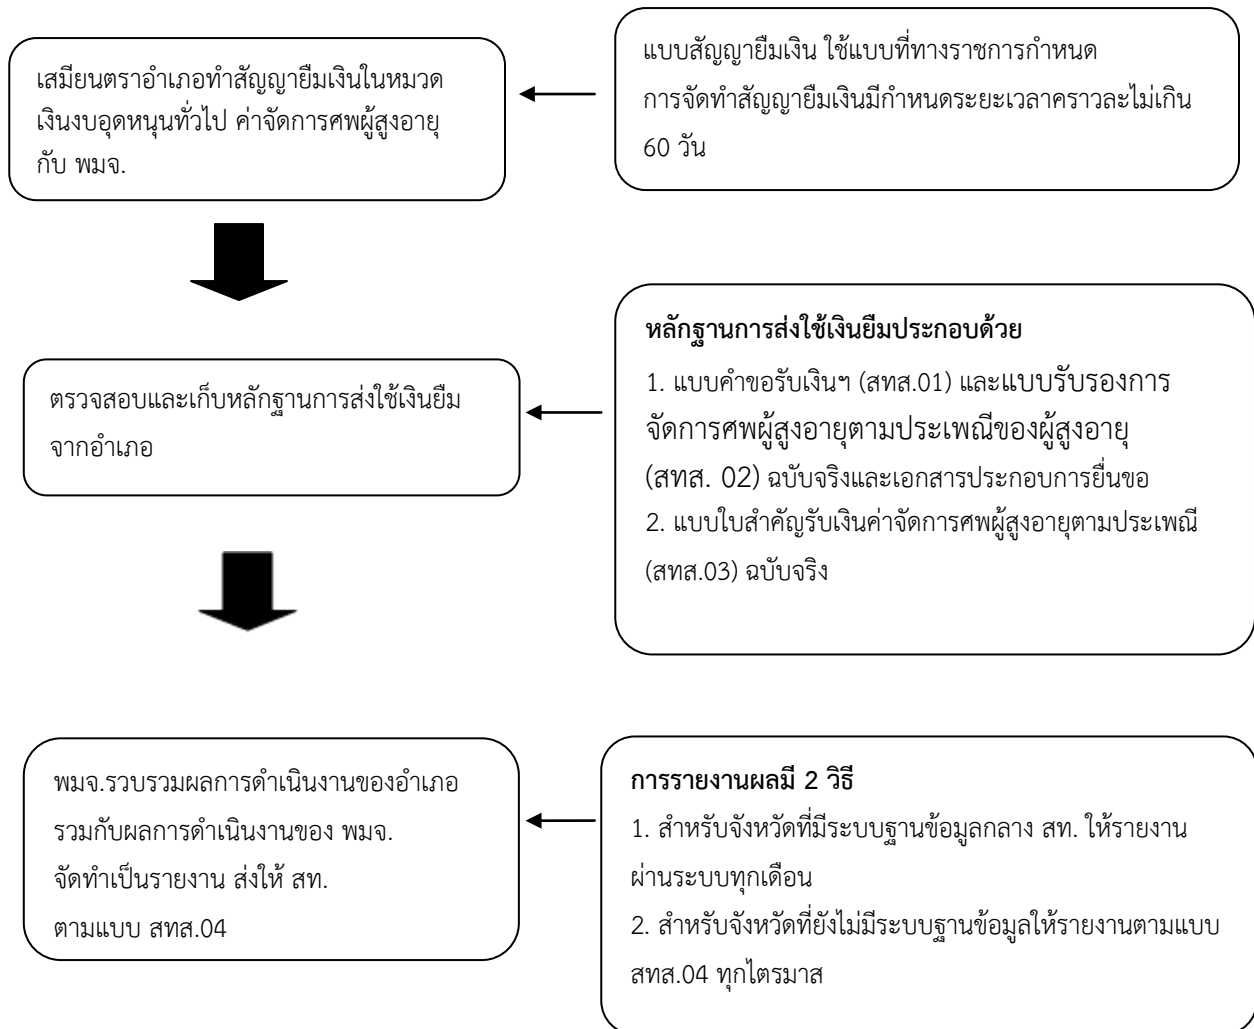 เสมียนตราอำเภอทำสัญญายืมเงินในหมวด
เงินงบอุดหนุนทั่วไป ค่าจัดการศพผู้สูงอายุ
กับ พมจ.
แบบสัญญายืมเงิน ใช้แบบที่ทางราชการกำหนด
การจัดทำสัญญายืมเงินมีกำหนดระยะเวลาคราวละไม่เกิน
60 วัน
ตรวจสอบและเก็บหลักฐานการส่งใช้เงินยืม
จากอำเภอ
หลักฐานการส่งใช้เงินยืมประกอบด้วย
1. แบบคำขอรับเงินฯ (สทส.01) และแบบรับรองการ
จัดการศพผู้สูงอายุตามประเพณีของผู้สูงอายุ
(สทส. 02) ฉบับจริงและเอกสารประกอบการยื่นขอ
2. แบบใบสำคัญรับเงินค่าจัดการศพผู้สูงอายุตามประเพณี
(สทส.03) ฉบับจริง
พมจ.รวบรวมผลการดำเนินงานของอำเภอ
รวมกับผลการดำเนินงานของ พมจ.
จัดทำเป็นรายงาน ส่งให้ สท.
ตามแบบ สทส.04
การรายงานผลมี 2 วิธี
1. สำหรับจังหวัดที่มีระบบฐานข้อมูลกลาง สท. ให้รายงาน
ผ่านระบบทุกเดือน
2. สำหรับจังหวัดที่ยังไม่มีระบบฐานข้อมูลให้รายงานตามแบบ
สทส.04 ทุกไตรมาส